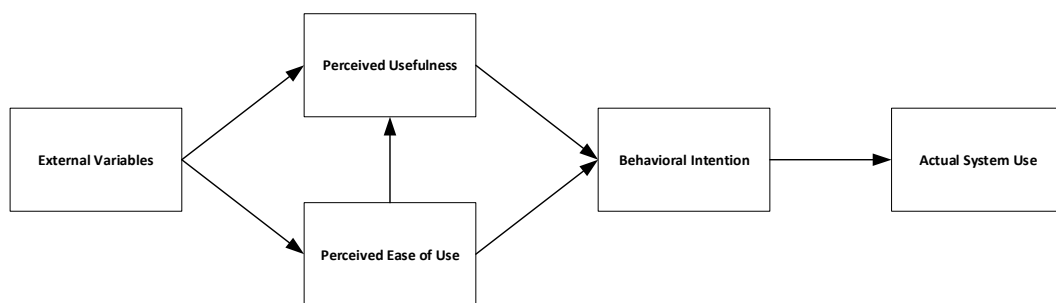 Perceived Usefulness
External Variables
Behavioral Intention
Actual System Use
Perceived Ease of Use